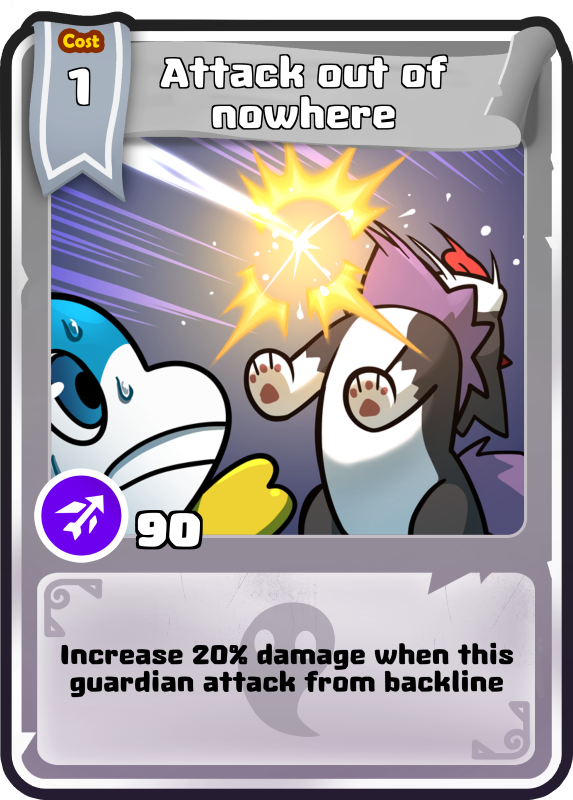 Cost
1
Attack out of
nowhere
90
Increase 20% damage when this
guardian attack from backline